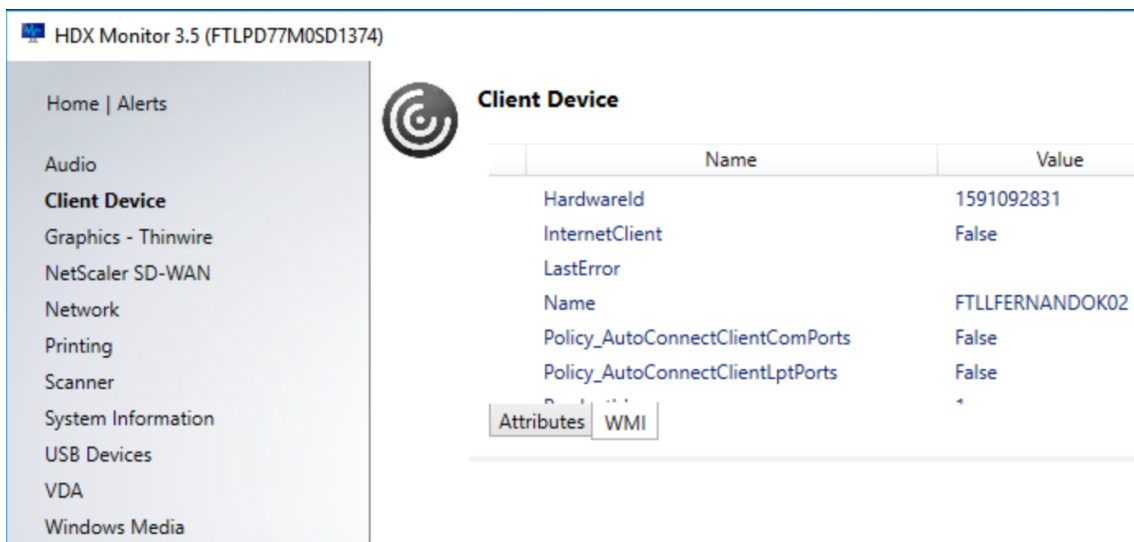 HDX Monitor 3.5 (FTLPD77M0SD1374)
Home | Alerts
Audio
Client Device
Graphics - Thinwire
NetScaler SD-WAN
Network
Printing
Scanner
System Information
USB Devices
VDA
Windows Media
Client Device
Name Value
HardwareId 1591092831
InternetClient False
LastError
Name FTLLFERNANDOK02
Policy_AutoConnectClientComPorts False
Policy_AutoConnectClientLptPorts False
Attributes WMI